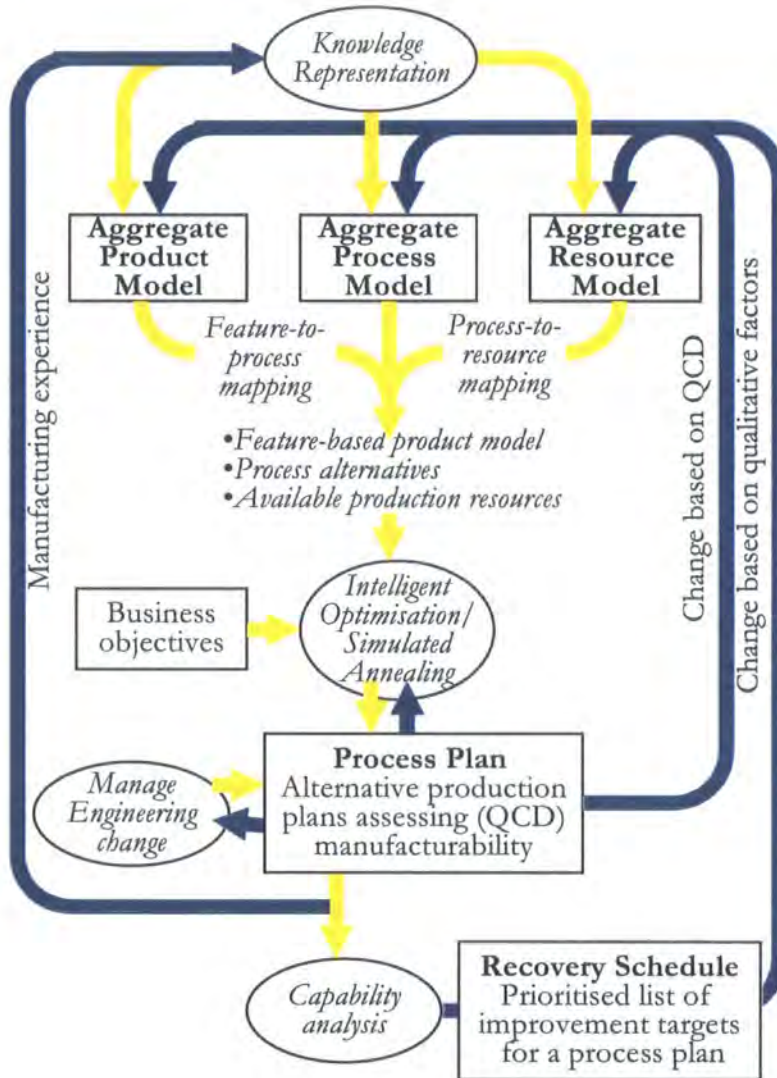 Knowledge
Representation
Aggregate
Product
Model
Aggregate
Process
Model
Aggregate
Resource
Model
Feature-to-
process
mapping
Process-to-
resource
mapping
•Feature-based product model
•Process alternatives
•Available production resources
Manufacturing experience
Change based on QCD
Change based on qualitative factors
Business
objectives
Intelligent
Optimisation/
Simulated
Annealing
Process Plan
Alternative production
plans assessing (QCD)
manufacturability
Manage
Engineering
change
Capability
analysis
Recovery Schedule
Prioritised list of
improvement targets
for a process plan